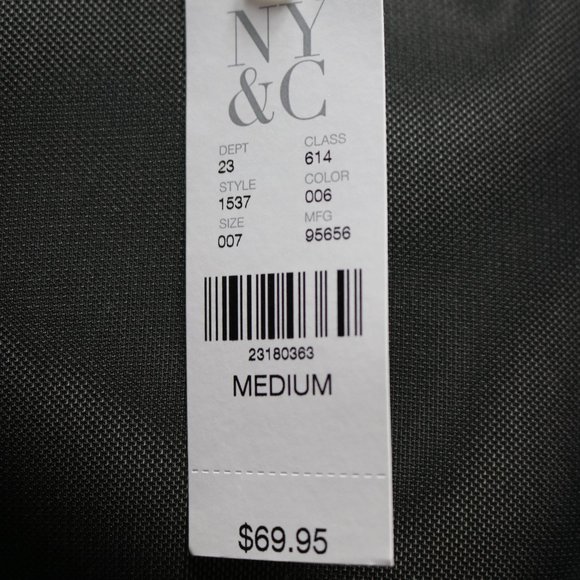 NY
&C
DEPT CLASS
23 614
STYLE COLOR
1537 006
SIZE MFG
007 95656
23180363
MEDIUM
$69.95